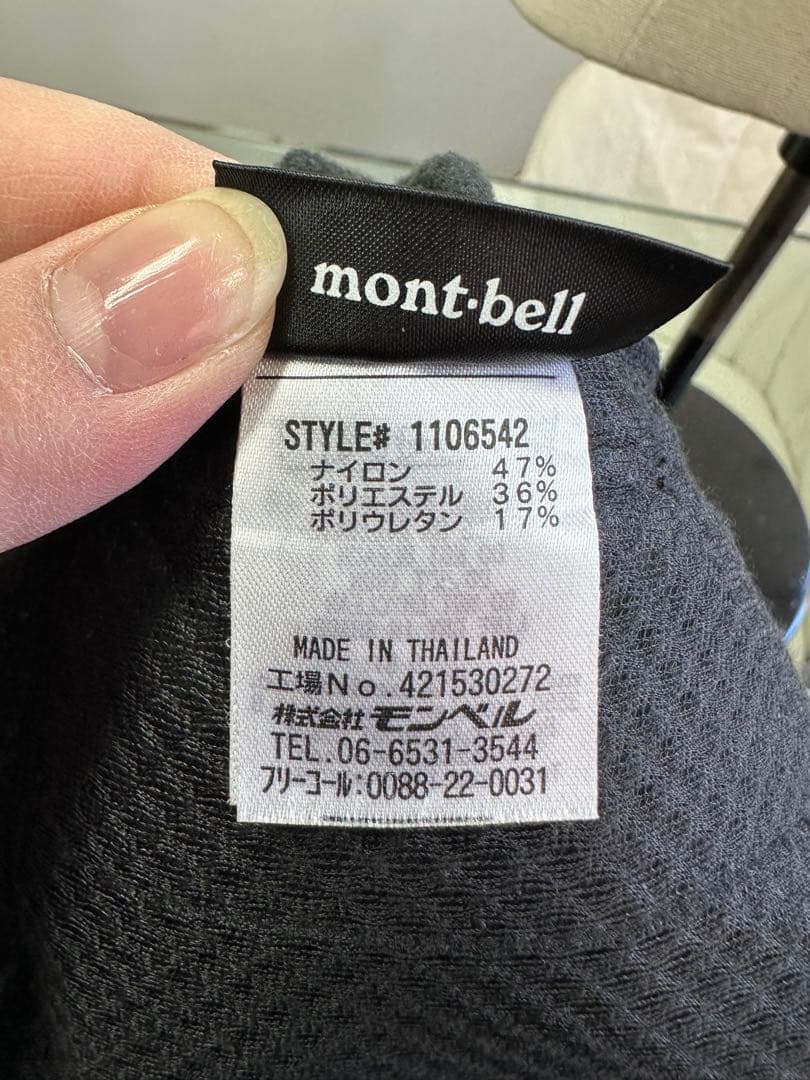 mont-bell
STYLE# 1106542
ナイロン 47%
ポリエステル 36%
ポリウレタン 17%
MADE IN THAILAND
工場No.421530272
株式会社モンベル
TEL.06-6531-3544
フリーコール:0088-22-0031